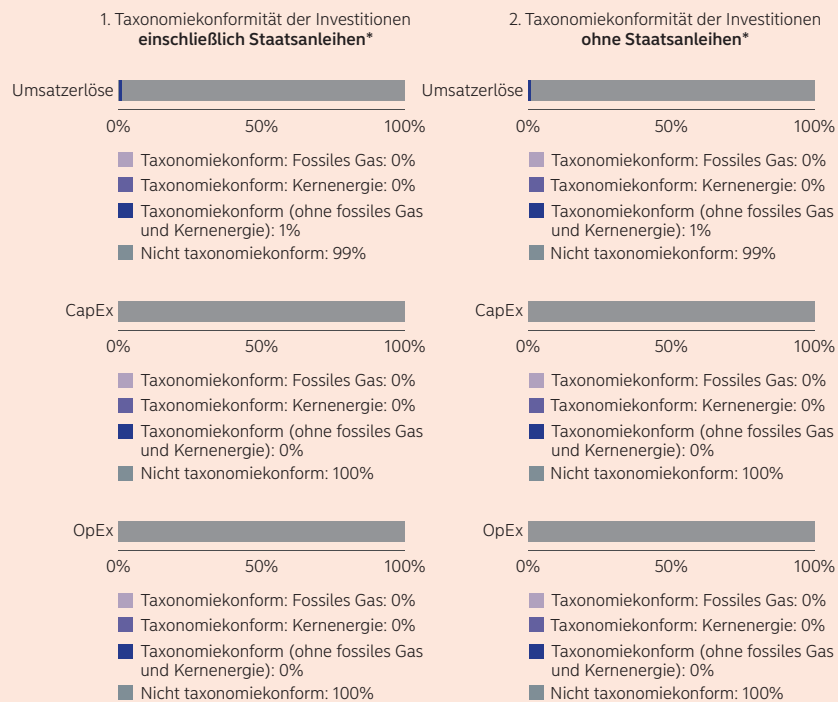 1. Taxonomiekonformität der Investitionen
einschließlich Staatsanleihen*
Umsatzerlöse
0% 50% 100%
Taxonomiekonform: Fossiles Gas: 0%
Taxonomiekonform: Kernenergie: 0%
Taxonomiekonform (ohne fossiles Gas
und Kernenergie): 1%
Nicht taxonomiekonform: 99%
CapEx
0% 50% 100%
Taxonomiekonform: Fossiles Gas: 0%
Taxonomiekonform: Kernenergie: 0%
Taxonomiekonform (ohne fossiles Gas
und Kernenergie): 0%
Nicht taxonomiekonform: 100%
OpEx
0% 50% 100%
Taxonomiekonform: Fossiles Gas: 0%
Taxonomiekonform: Kernenergie: 0%
Taxonomiekonform (ohne fossiles Gas
und Kernenergie): 0%
Nicht taxonomiekonform: 100%
2. Taxonomiekonformität der Investitionen
ohne Staatsanleihen*
Umsatzerlöse
0% 50% 100%
Taxonomiekonform: Fossiles Gas: 0%
Taxonomiekonform: Kernenergie: 0%
Taxonomiekonform (ohne fossiles Gas
und Kernenergie): 1%
Nicht taxonomiekonform: 99%
CapEx
0% 50% 100%
Taxonomiekonform: Fossiles Gas: 0%
Taxonomiekonform: Kernenergie: 0%
Taxonomiekonform (ohne fossiles Gas
und Kernenergie): 0%
Nicht taxonomiekonform: 100%
OpEx
0% 50% 100%
Taxonomiekonform: Fossiles Gas: 0%
Taxonomiekonform: Kernenergie: 0%
Taxonomiekonform (ohne fossiles Gas
und Kernenergie): 0%
Nicht taxonomiekonform: 100%